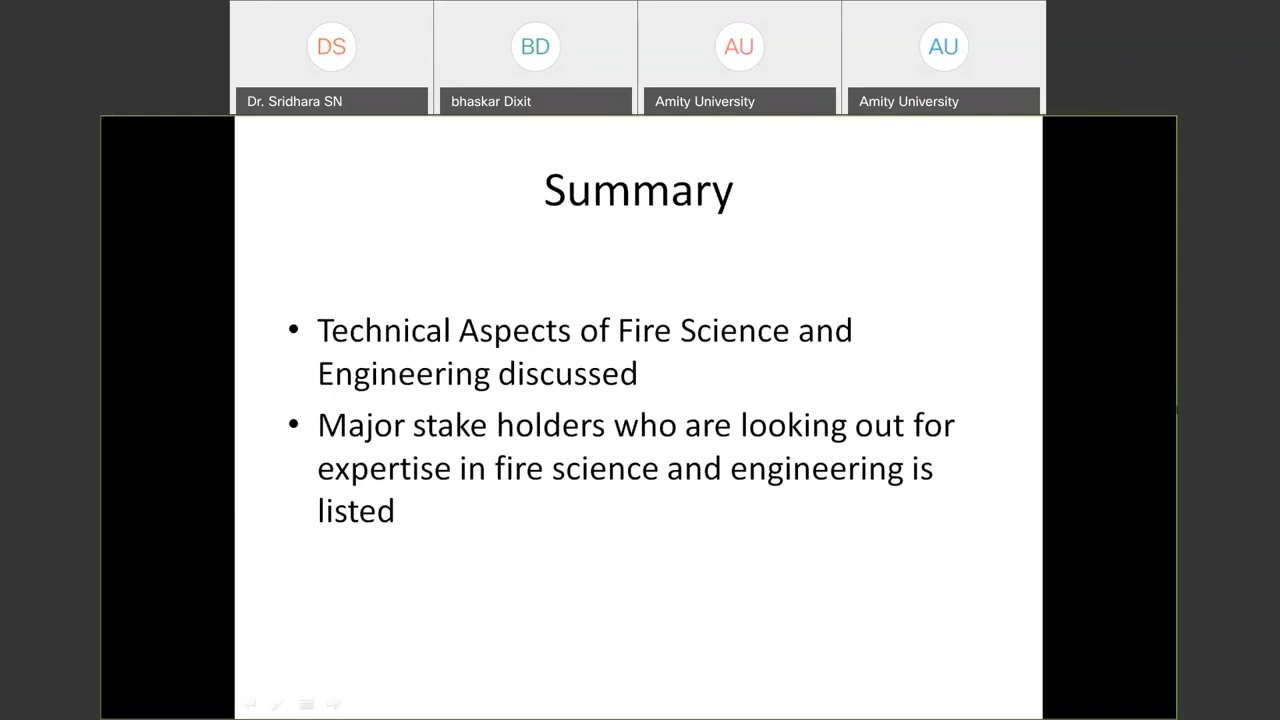 DS BD AU AU
Dr. Sridhara SN bhaskar Dixit Amity University Amity University
Summary
• Technical Aspects of Fire Science and
Engineering discussed
• Major stake holders who are looking out for
expertise in fire science and engineering is
listed